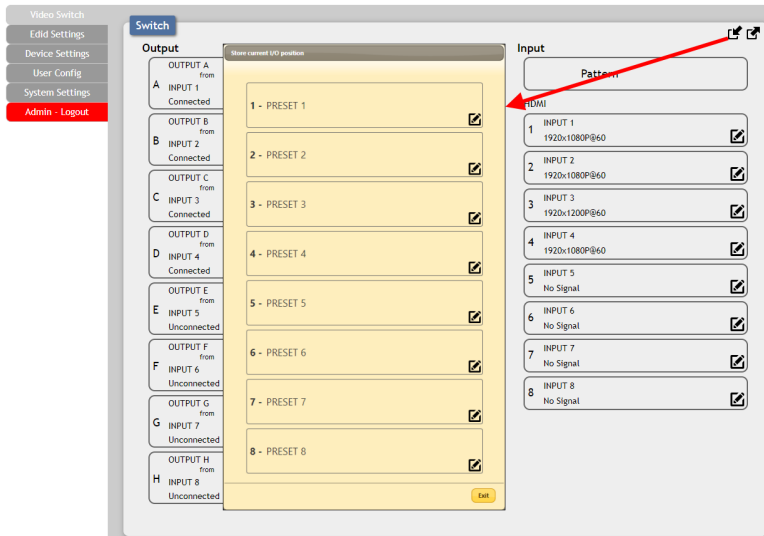 Video Switch
Edid Settings
Device Settings
User Config
System Settings
Admin - Logout
Switch
Output
OUTPUT A
from
A
INPUT 1
Connected
OUTPUT B
from
B
INPUT 2
Connected
OUTPUT C
from
C
INPUT 3
Connected
OUTPUT D
from
D
INPUT 4
Connected
OUTPUT E
from
E
INPUT 5
Unconnected
OUTPUT F
from
F
INPUT 6
Unconnected
OUTPUT G
from
G
INPUT 7
Unconnected
OUTPUT H
from
H
INPUT 8
Unconnected
Store current I/O position
1 - PRESET 1
2 - PRESET 2
3 - PRESET 3
4 - PRESET 4
5 - PRESET 5
6 - PRESET 6
7 - PRESET 7
8 - PRESET 8
Exit
Input
Pattern
HDMI
1
INPUT 1
1920x1080P@60
2
INPUT 2
1920x1080P@60
3
INPUT 3
1920x1200P@60
4
INPUT 4
1920x1080P@60
5
INPUT 5
No Signal
6
INPUT 6
No Signal
7
INPUT 7
No Signal
8
INPUT 8
No Signal